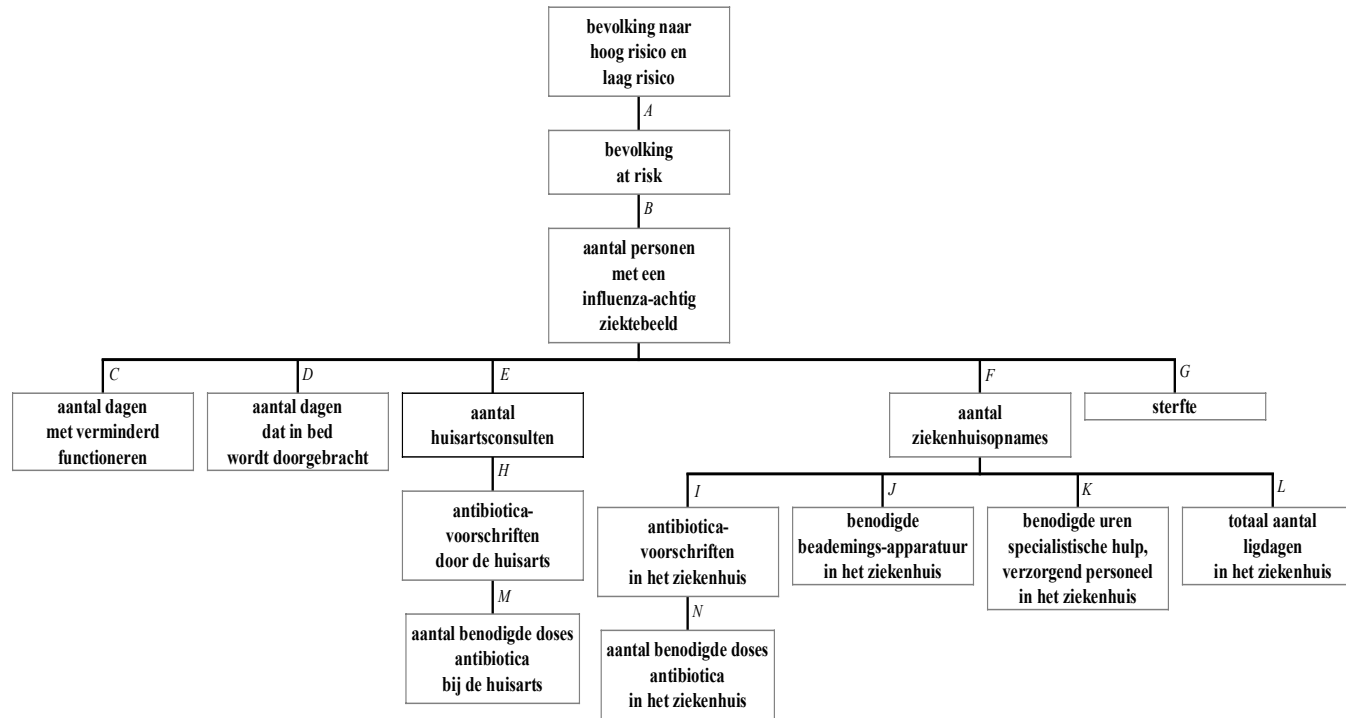 bevolking naar
hoog risico en
laag risico
A
bevolking
at risk
B
aantal personen
met een
influenza-achtig
ziektebeeld
C
D
E
F
G
aantal dagen
met verminderd
functioneren
aantal dagen
dat in bed
wordt doorgebracht
aantal
huisartsconsulten
aantal
ziekenhuisopnames
sterfte
H
I
J
K
L
antibiotica-
voorschriften
door de huisarts
antibiotica-
voorschriften
in het ziekenhuis
benodigde
beademings-apparatuur
in het ziekenhuis
benodigde uren
specialistische hulp,
verzorgend personeel
in het ziekenhuis
totaal aantal
ligdagen
in het ziekenhuis
M
N
aantal benodigde doses
antibiotica
bij de huisarts
aantal benodigde doses
antibiotica
in het ziekenhuis